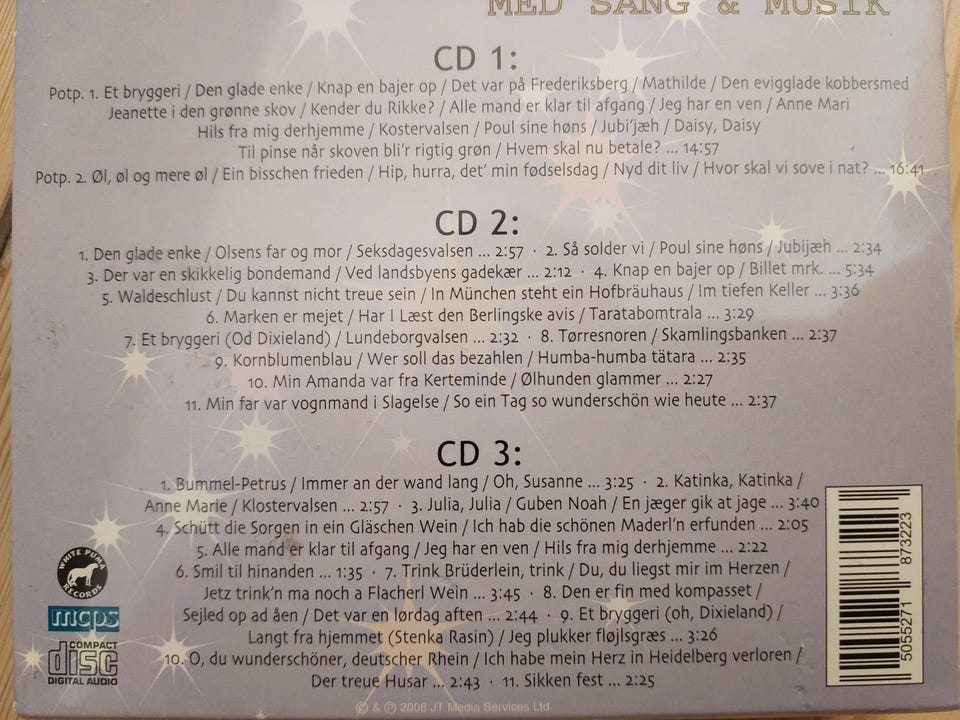 MED SANG & MUSIK
CD 1:
Potp. 1. Et bryggeri / Den glade enke / Knap en bajer op / Det var på Frederiksberg / Mathilde / Den evigglade kobbersmed
Jeanette i den grønne skov / Kender du Rikke? / Alle mand er klar til afgang / Jeg har en ven / Anne Mari
Hils fra mig derhjemme / Kostervalsen / Poul sine høns / Jubi'jæh / Daisy, Daisy
Til pinse når skoven bli'r rigtig grøn / Hvem skal nu betale? ... 14:57
Potp. 2. Øl, øl og mere øl / Ein bisschen frieden / Hip, hurra, det' min fødselsdag / Nyd dit liv / Hvor skal vi sove i nat? ... 16:41
CD 2:
1. Den glade enke / Olsens far og mor / Seksdagesvalsen ... 2:57 · 2. Så solder vi / Poul sine høns / Jubijæh ... 2:34
3. Der var en skikkelig bondemand / Ved landsbyens gadekær ... 2:12 · 4. Knap en bajer op / Billet mrk. ... 5:34
5. Waldeschlust / Du kannst nicht treue sein / In München steht ein Hofbräuhaus / Im tiefen Keller ... 3:36
6. Marken er mejet / Har I Læst den Berlingske avis / Taratabomtrala ... 3:29
7. Et bryggeri (Od Dixieland) / Lundeborgvalsen ... 2:32 · 8. Tørresnoren / Skamlingsbanken ... 2:37
9. Kornblumenblau / Wer soll das bezahlen / Humba-humba tätara ... 2:35
10. Min Amanda var fra Kerteminde / Ølhunden glammer ... 2:27
11. Min far var vognmand i Slagelse / So ein Tag so wunderschön wie heute ... 2:37
CD 3:
1. Bummel-Petrus / Immer an der wand lang / Oh, Susanne ... 3:25 · 2. Katinka, Katinka /
Anne Marie / Klostervalsen ... 2:57 · 3. Julia, Julia / Guben Noah / En jæger gik at jage ... 3:40
4. Schütt die Sorgen in ein Gläschen Wein / Ich hab die schönen Maderl'n erfunden ... 2:05
5. Alle mand er klar til afgang / Jeg har en ven / Hils fra mig derhjemme ... 2:22
6. Smil til hinanden ... 1:35 · 7. Trink Brüderlein, trink / Du, du liegst mir im Herzen /
Jetz trink'n ma noch a Flacherl Wein ... 3:45 · 8. Den er fin med kompasset /
Sejled op ad åen / Det var en lørdag aften ... 2:44 · 9. Et bryggeri (oh, Dixieland) /
Langt fra hjemmet (Stenka Rasin) / Jeg plukker fløjlsgræs ... 3:26
10. O, du wunderschöner, deutscher Rhein / Ich habe mein Herz in Heidelberg verloren /
Der treue Husar ... 2:43 · 11. Sikken fest ... 2:25
WHITE PUMA
RECORDS
mcps
COMPACT
disc
DIGITAL AUDIO
5055271 873223
© & ℗ 2008 JT Media Services Ltd